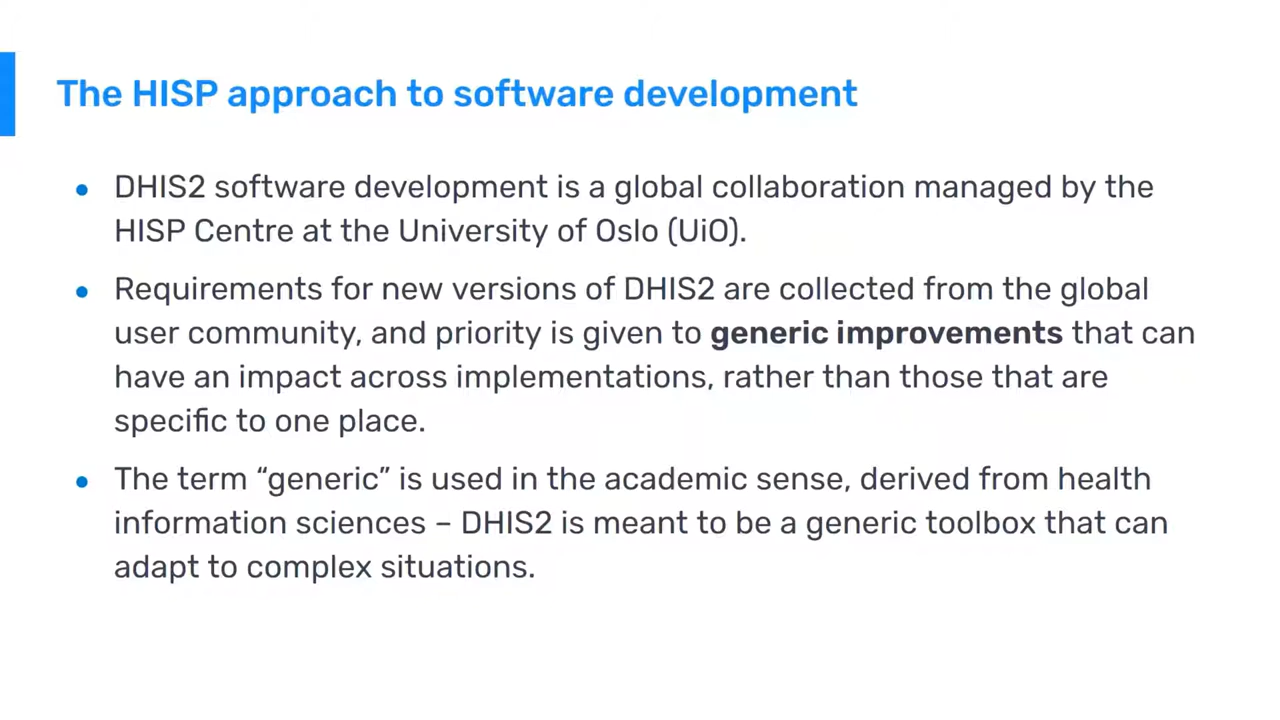 The HISP approach to software development
● DHIS2 software development is a global collaboration managed by the
HISP Centre at the University of Oslo (UiO).
● Requirements for new versions of DHIS2 are collected from the global
user community, and priority is given to generic improvements that can
have an impact across implementations, rather than those that are
specific to one place.
● The term “generic” is used in the academic sense, derived from health
information sciences – DHIS2 is meant to be a generic toolbox that can
adapt to complex situations.